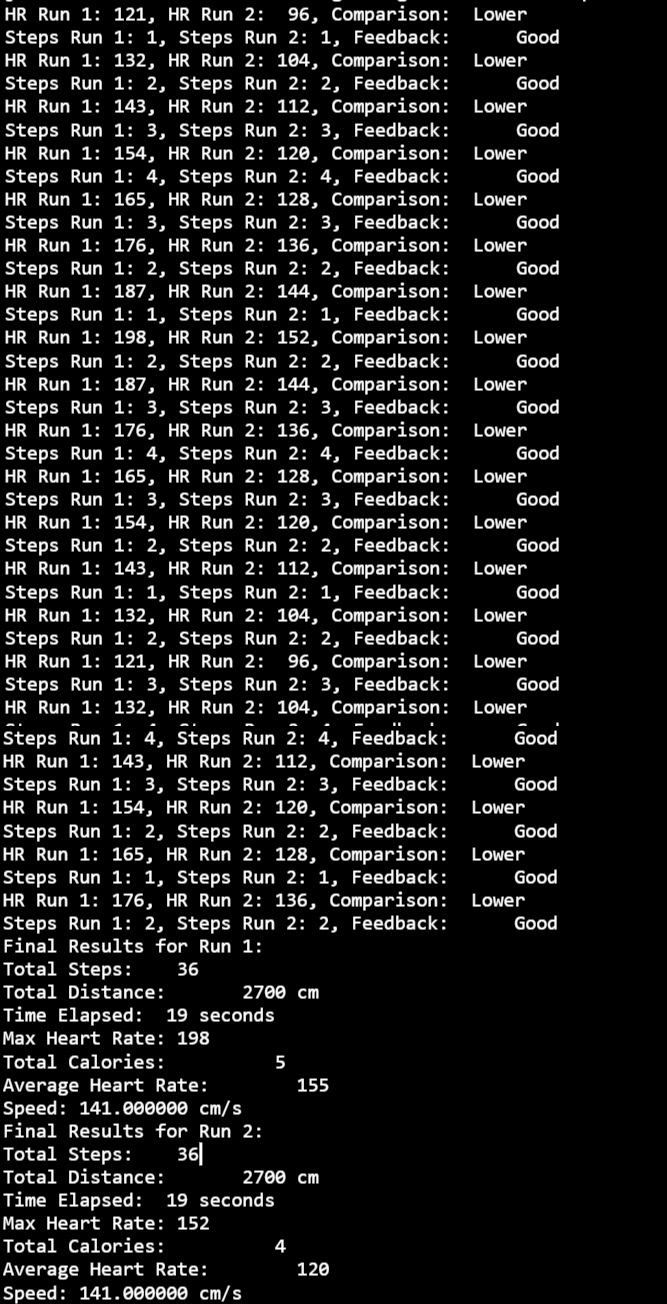 HR Run 1: 121, HR Run 2:  96, Comparison:  Lower
Steps Run 1: 1, Steps Run 2: 1, Feedback:      Good
HR Run 1: 132, HR Run 2: 104, Comparison:  Lower
Steps Run 1: 2, Steps Run 2: 2, Feedback:      Good
HR Run 1: 143, HR Run 2: 112, Comparison:  Lower
Steps Run 1: 3, Steps Run 2: 3, Feedback:      Good
HR Run 1: 154, HR Run 2: 120, Comparison:  Lower
Steps Run 1: 4, Steps Run 2: 4, Feedback:      Good
HR Run 1: 165, HR Run 2: 128, Comparison:  Lower
Steps Run 1: 3, Steps Run 2: 3, Feedback:      Good
HR Run 1: 176, HR Run 2: 136, Comparison:  Lower
Steps Run 1: 2, Steps Run 2: 2, Feedback:      Good
HR Run 1: 187, HR Run 2: 144, Comparison:  Lower
Steps Run 1: 1, Steps Run 2: 1, Feedback:      Good
HR Run 1: 198, HR Run 2: 152, Comparison:  Lower
Steps Run 1: 2, Steps Run 2: 2, Feedback:      Good
HR Run 1: 187, HR Run 2: 144, Comparison:  Lower
Steps Run 1: 3, Steps Run 2: 3, Feedback:      Good
HR Run 1: 176, HR Run 2: 136, Comparison:  Lower
Steps Run 1: 4, Steps Run 2: 4, Feedback:      Good
HR Run 1: 165, HR Run 2: 128, Comparison:  Lower
Steps Run 1: 3, Steps Run 2: 3, Feedback:      Good
HR Run 1: 154, HR Run 2: 120, Comparison:  Lower
Steps Run 1: 2, Steps Run 2: 2, Feedback:      Good
HR Run 1: 143, HR Run 2: 112, Comparison:  Lower
Steps Run 1: 1, Steps Run 2: 1, Feedback:      Good
HR Run 1: 132, HR Run 2: 104, Comparison:  Lower
Steps Run 1: 2, Steps Run 2: 2, Feedback:      Good
HR Run 1: 121, HR Run 2:  96, Comparison:  Lower
Steps Run 1: 3, Steps Run 2: 3, Feedback:      Good
HR Run 1: 132, HR Run 2: 104, Comparison:  Lower
Steps Run 1: 4, Steps Run 2: 4, Feedback:      Good
HR Run 1: 143, HR Run 2: 112, Comparison:  Lower
Steps Run 1: 3, Steps Run 2: 3, Feedback:      Good
HR Run 1: 154, HR Run 2: 120, Comparison:  Lower
Steps Run 1: 2, Steps Run 2: 2, Feedback:      Good
HR Run 1: 165, HR Run 2: 128, Comparison:  Lower
Steps Run 1: 1, Steps Run 2: 1, Feedback:      Good
HR Run 1: 176, HR Run 2: 136, Comparison:  Lower
Steps Run 1: 2, Steps Run 2: 2, Feedback:      Good
Final Results for Run 1:
Total Steps:    36
Total Distance:       2700 cm
Time Elapsed:  19 seconds
Max Heart Rate: 198
Total Calories:          5
Average Heart Rate:        155
Speed: 141.000000 cm/s
Final Results for Run 2:
Total Steps:    36
Total Distance:       2700 cm
Time Elapsed:  19 seconds
Max Heart Rate: 152
Total Calories:          4
Average Heart Rate:        120
Speed: 141.000000 cm/s